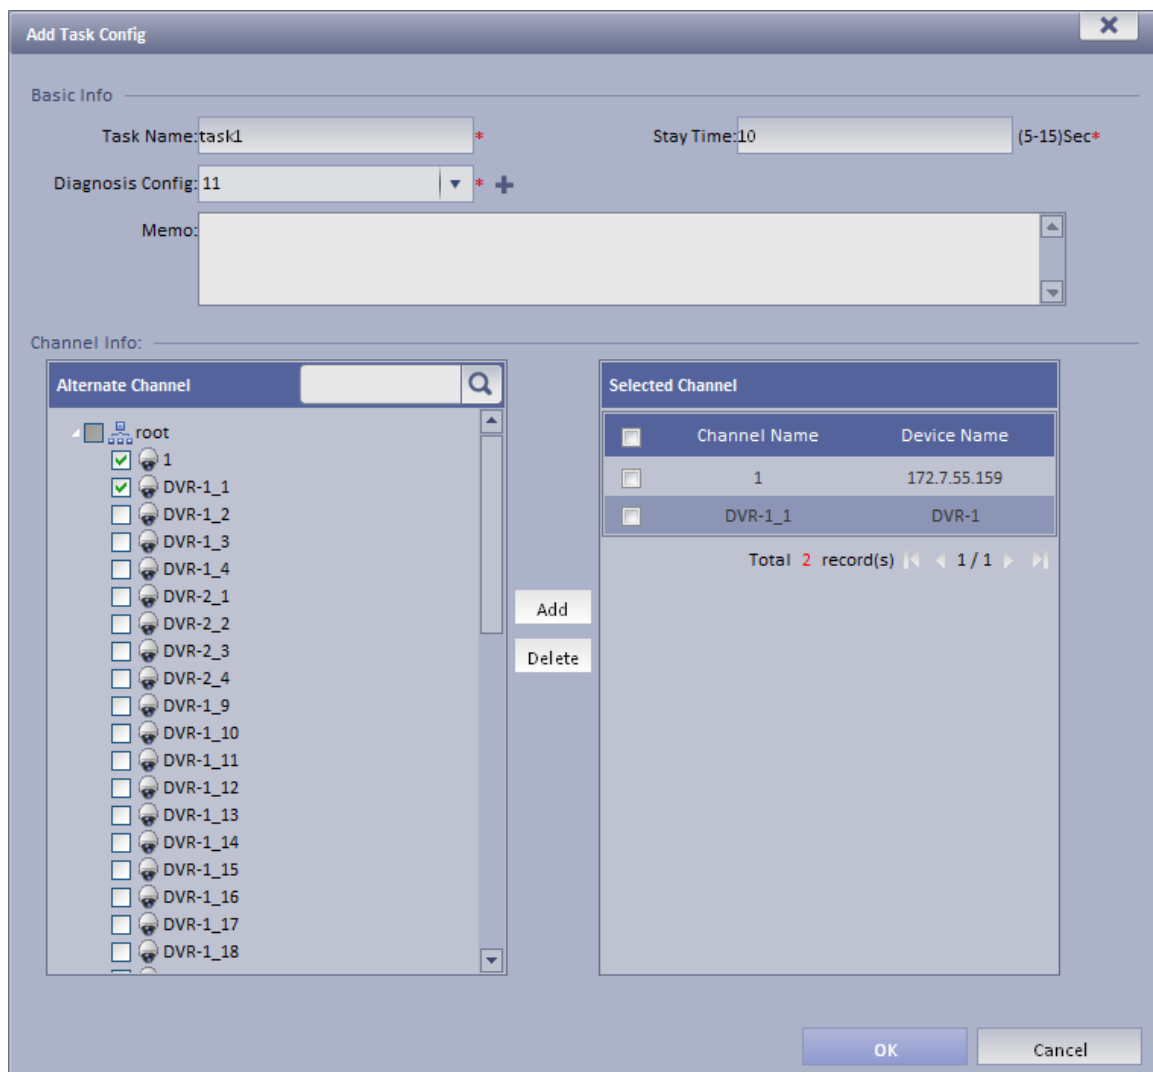 Add Task Config
Basic Info
Task Name: task1 * Stay Time: 10 (5-15)Sec*
Diagnosis Config: 11 *
Memo:
Channel Info:
Alternate Channel
root
1
DVR-1_1
DVR-1_2
DVR-1_3
DVR-1_4
DVR-2_1
DVR-2_2
DVR-2_3
DVR-2_4
DVR-1_9
DVR-1_10
DVR-1_11
DVR-1_12
DVR-1_13
DVR-1_14
DVR-1_15
DVR-1_16
DVR-1_17
DVR-1_18
Add
Delete
Selected Channel
Channel Name Device Name
1 172.7.55.159
DVR-1_1 DVR-1
Total 2 record(s) 1 / 1
OK Cancel